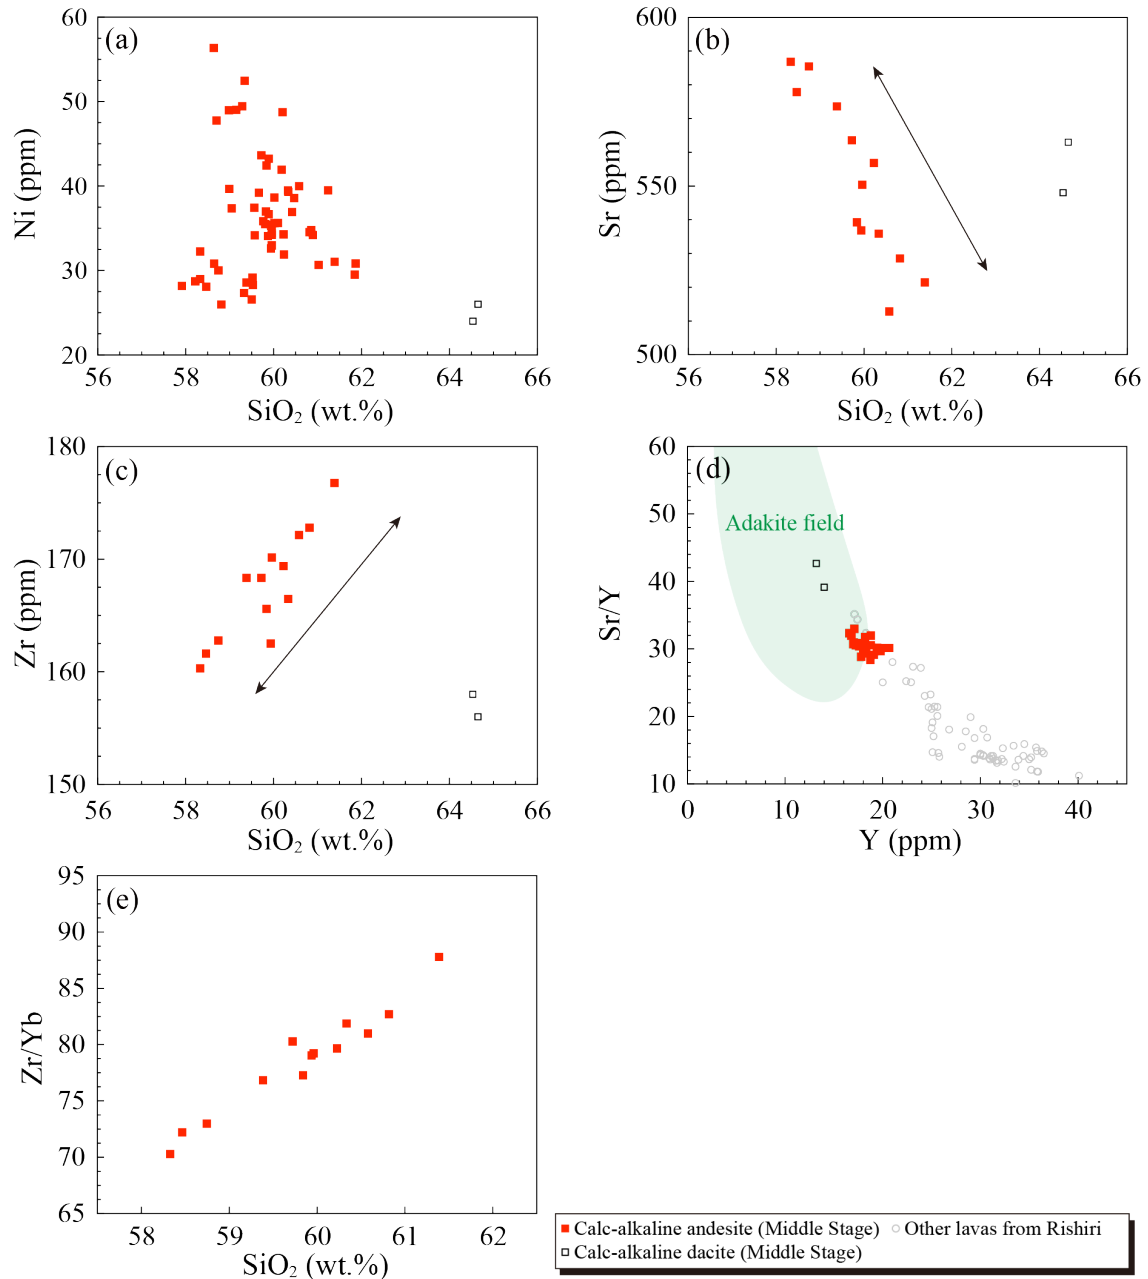 (a)
60
50
40
30
20
Ni (ppm)
56 58 60 62 64 66
SiO₂ (wt.%)
(b)
600
550
500
Sr (ppm)
56 58 60 62 64 66
SiO₂ (wt.%)
(c)
180
170
160
150
Zr (ppm)
56 58 60 62 64 66
SiO₂ (wt.%)
(d)
Adakite field
60
50
40
30
20
10
Sr/Y
0 10 20 30 40
Y (ppm)
(e)
95
90
85
80
75
70
65
Zr/Yb
58 59 60 61 62
SiO₂ (wt.%)
Calc-alkaline andesite (Middle Stage) Other lavas from Rishiri
Calc-alkaline dacite (Middle Stage)